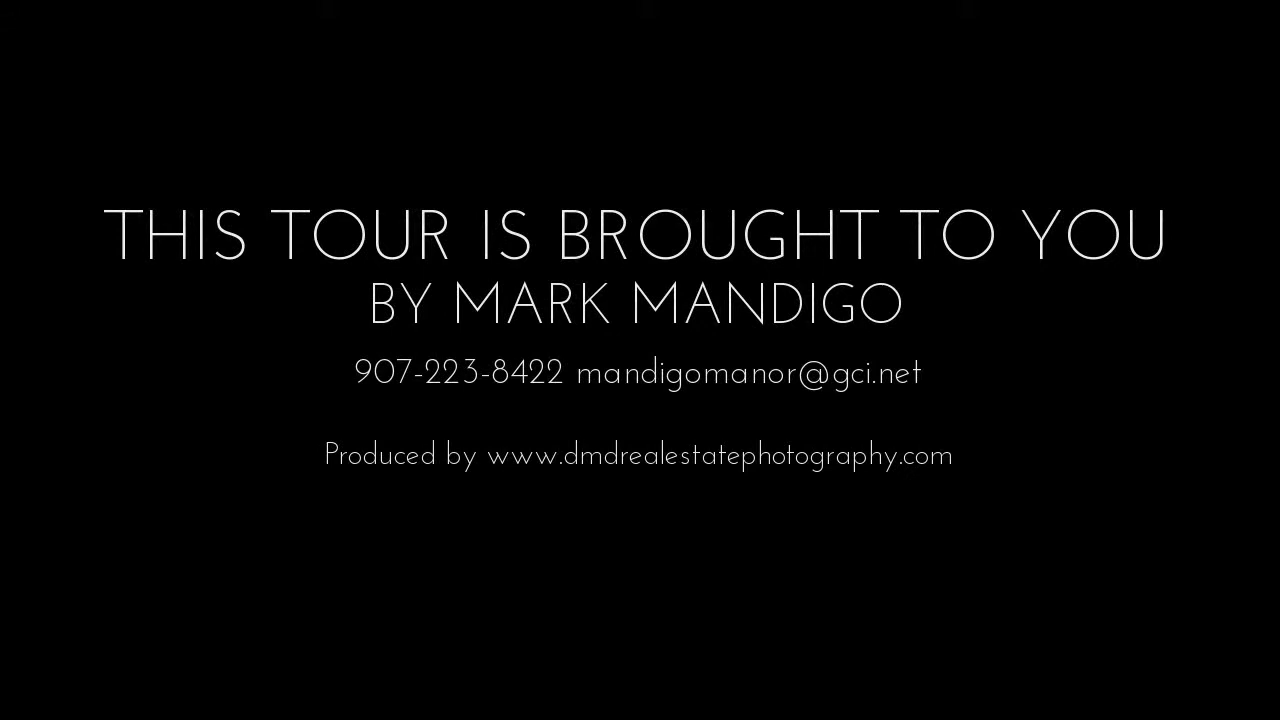 THIS TOUR IS BROUGHT TO YOU
BY MARK MANDIGO
907-223-8422 mandigomanor@gci.net
Produced by www.dmdrealestatephotography.com